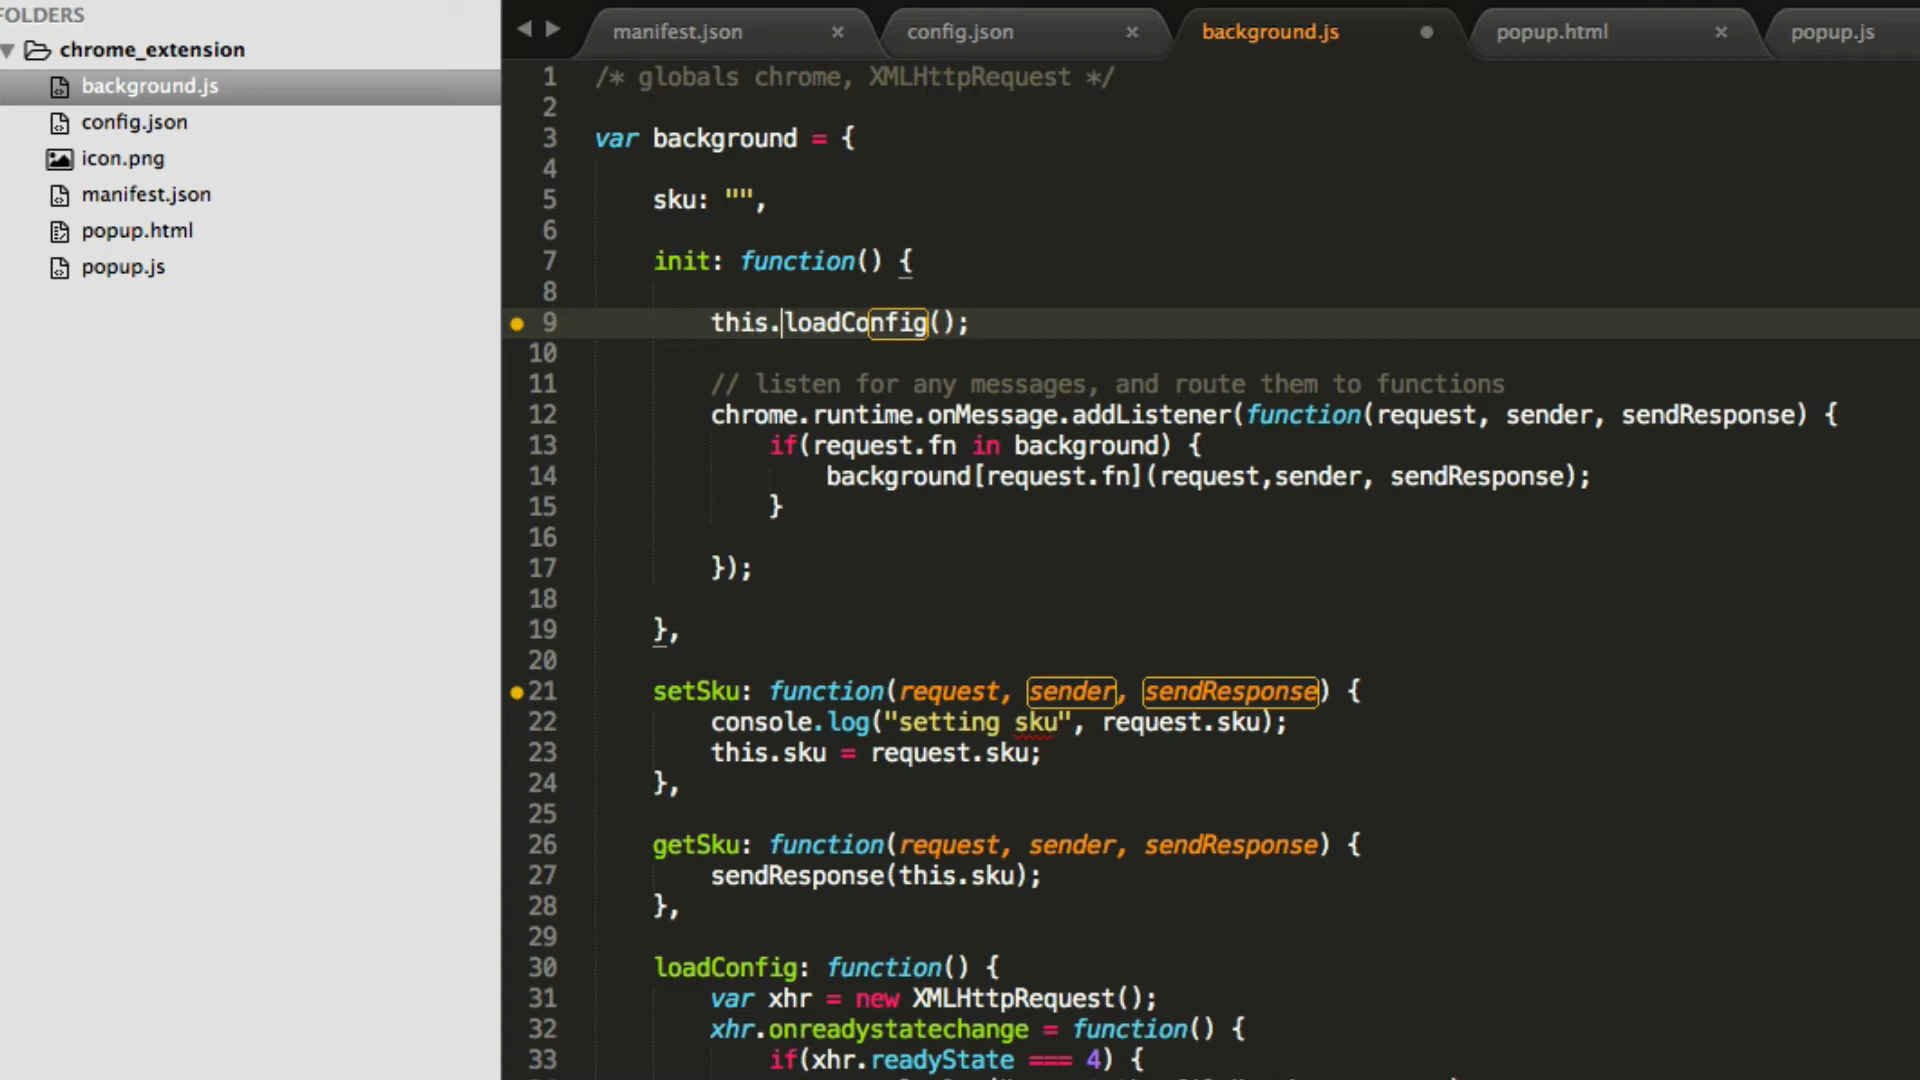 FOLDERS
chrome_extension
background.js
config.json
icon.png
manifest.json
popup.html
popup.js
manifest.json × config.json × background.js popup.html × popup.js
1 /* globals chrome, XMLHttpRequest */
2
3 var background = {
4
5 sku: "",
6
7 init: function() {
8
9 this.loadConfig();
10
11 // listen for any messages, and route them to functions
12 chrome.runtime.onMessage.addListener(function(request, sender, sendResponse) {
13 if(request.fn in background) {
14 background[request.fn](request,sender, sendResponse);
15 }
16
17 });
18
19 },
20
21 setSku: function(request, sender, sendResponse) {
22 console.log("setting sku", request.sku);
23 this.sku = request.sku;
24 },
25
26 getSku: function(request, sender, sendResponse) {
27 sendResponse(this.sku);
28 },
29
30 loadConfig: function() {
31 var xhr = new XMLHttpRequest();
32 xhr.onreadystatechange = function() {
33 if(xhr.readyState === 4) {